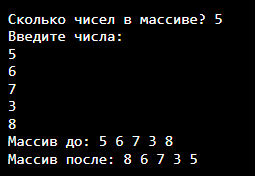 Сколько чисел в массиве? 5
Введите числа:
5
6
7
3
8
Массив до: 5 6 7 3 8
Массив после: 8 6 7 3 5